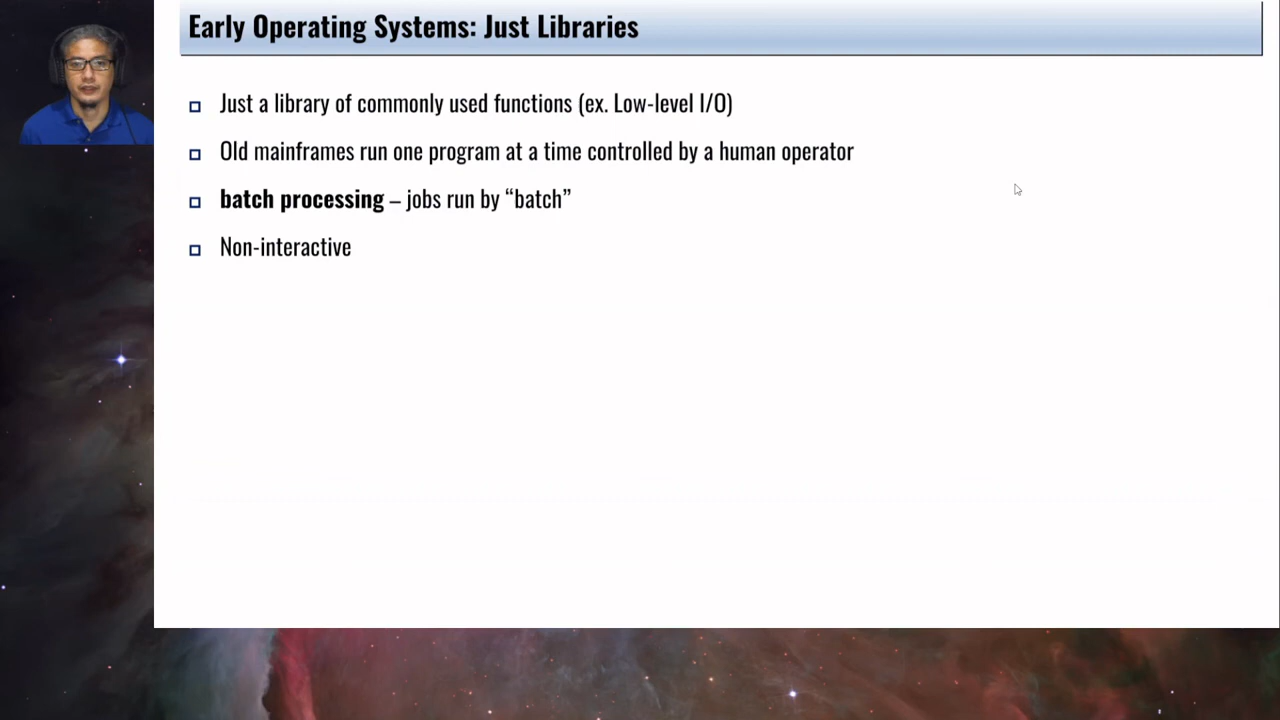 Early Operating Systems: Just Libraries
Just a library of commonly used functions (ex. Low-level I/O)
Old mainframes run one program at a time controlled by a human operator
batch processing – jobs run by “batch”
Non-interactive